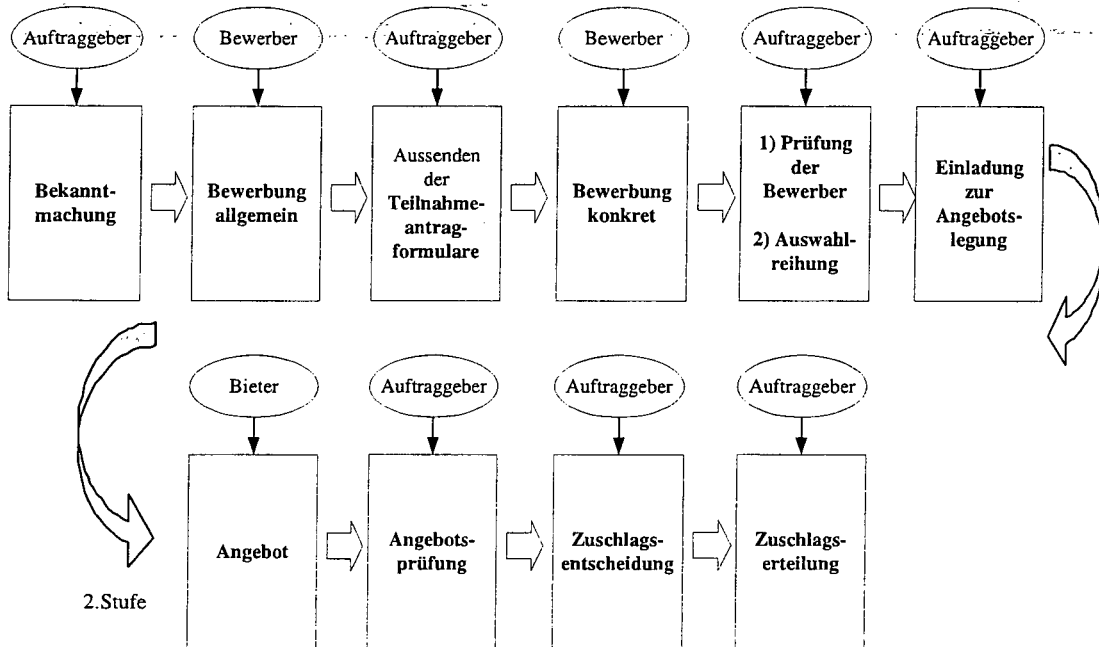 Auftraggeber
Bewerber
Auftraggeber
Bewerber
Auftraggeber
Auftraggeber
Bekannt-
machung
Bewerbung
allgemein
Aussenden
der
Teilnahme-
antrag-
formulare
Bewerbung
konkret
1) Prüfung
der
Bewerber
2) Auswahl-
reihung
Einladung
zur
Angebots-
legung
Bieter
Auftraggeber
Auftraggeber
Auftraggeber
Angebot
Angebots-
prüfung
Zuschlags-
entscheidung
Zuschlags-
erteilung
2.Stufe